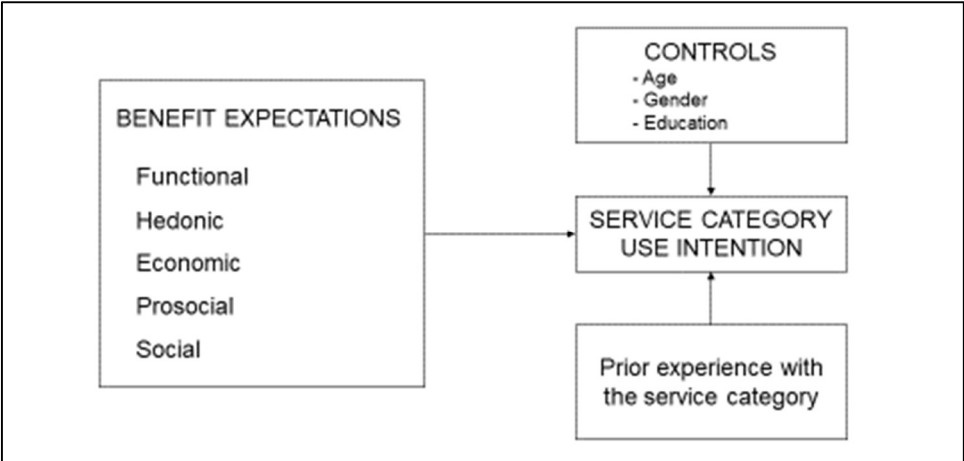 BENEFIT EXPECTATIONS
Functional
Hedonic
Economic
Prosocial
Social
CONTROLS
- Age
- Gender
- Education
SERVICE CATEGORY
USE INTENTION
Prior experience with
the service category